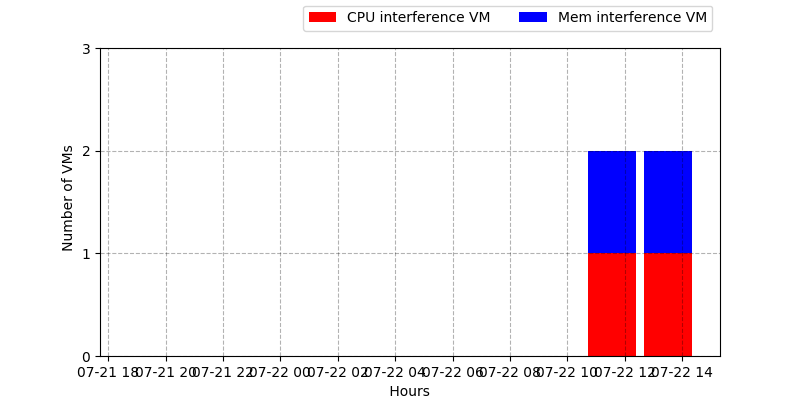 CPU interference VM Mem interference VM
3
2
1
0
Number of VMs
07-21 18 07-21 20 07-21 22 07-22 00 07-22 02 07-22 04 07-22 06 07-22 08 07-22 10 07-22 12 07-22 14
Hours